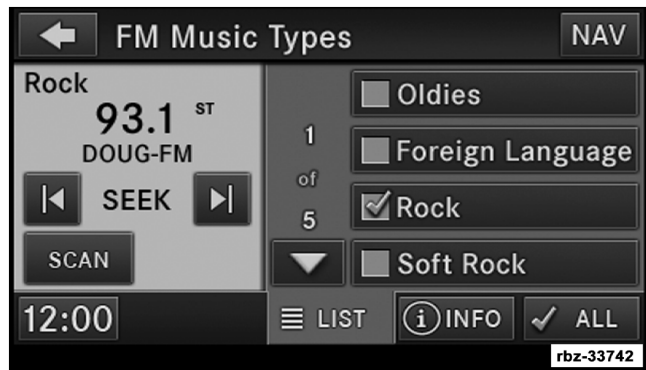 FM Music Types
NAV
Rock
93.1 ST
DOUG-FM
SEEK
SCAN
1
of
5
Oldies
Foreign Language
Rock
Soft Rock
12:00
LIST
i INFO
ALL
rbz-33742